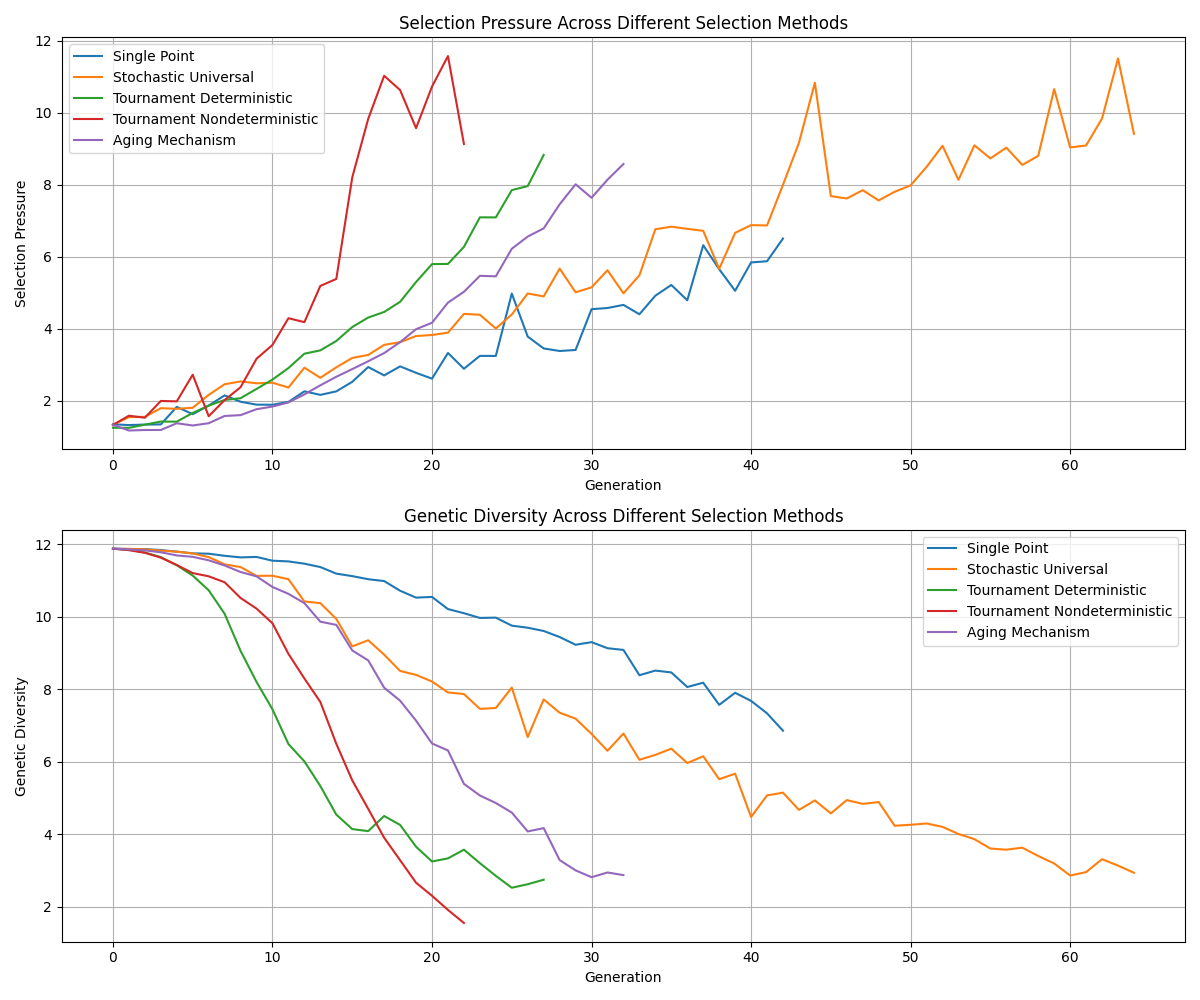 Selection Pressure Across Different Selection Methods
12
10
8
6
4
2
Selection Pressure
Single Point
Stochastic Universal
Tournament Deterministic
Tournament Nondeterministic
Aging Mechanism
0 10 20 30 40 50 60
Generation
Genetic Diversity Across Different Selection Methods
12
10
8
6
4
2
Genetic Diversity
Single Point
Stochastic Universal
Tournament Deterministic
Tournament Nondeterministic
Aging Mechanism
0 10 20 30 40 50 60
Generation